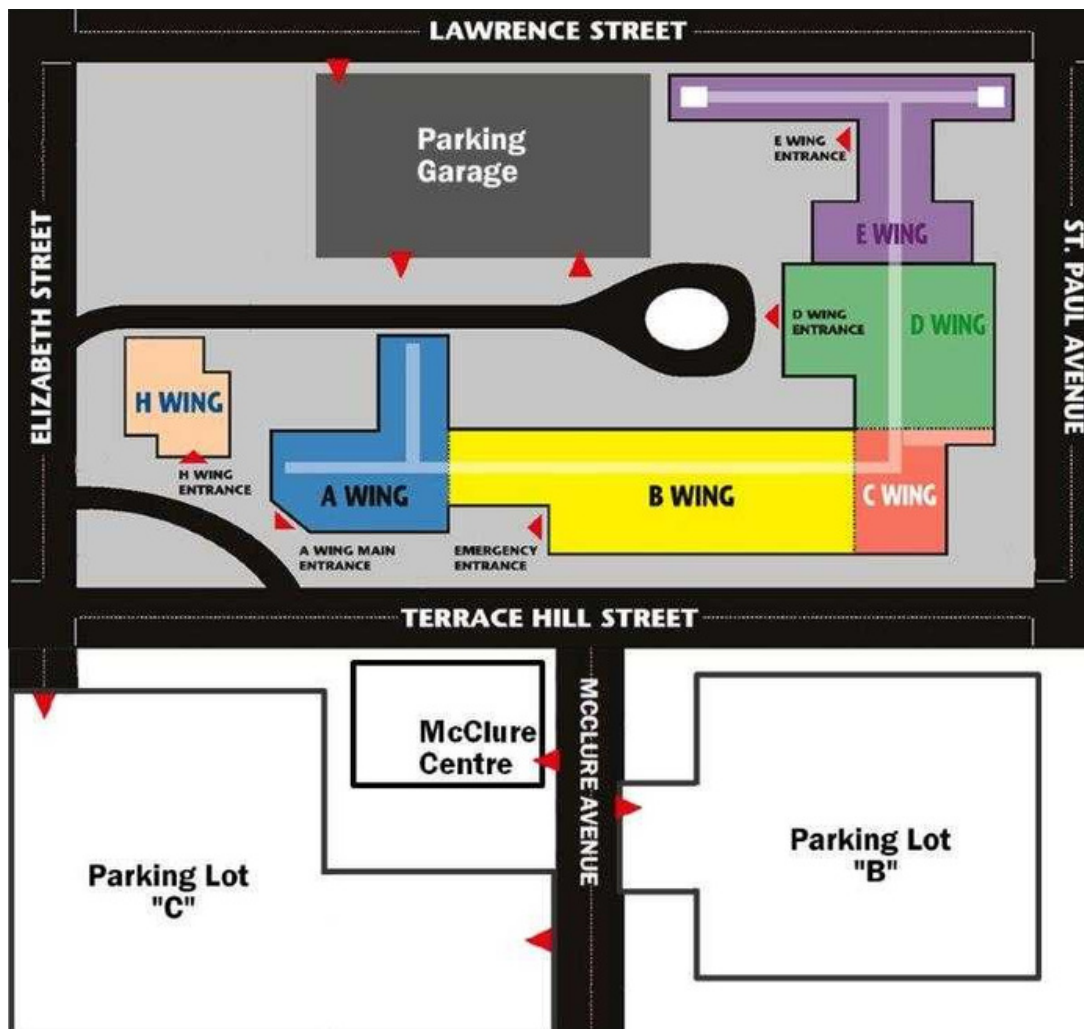 LAWRENCE STREET
Parking
Garage
E WING
ENTRANCE
ELIZABETH STREET
ST. PAUL AVENUE
E WING
D WING
ENTRANCE
D WING
H WING
H WING
ENTRANCE
A WING
B WING
C WING
A WING MAIN
ENTRANCE
EMERGENCY
ENTRANCE
TERRACE HILL STREET
McClure
Centre
MCCLURE AVENUE
Parking Lot
"C"
Parking Lot
"B"